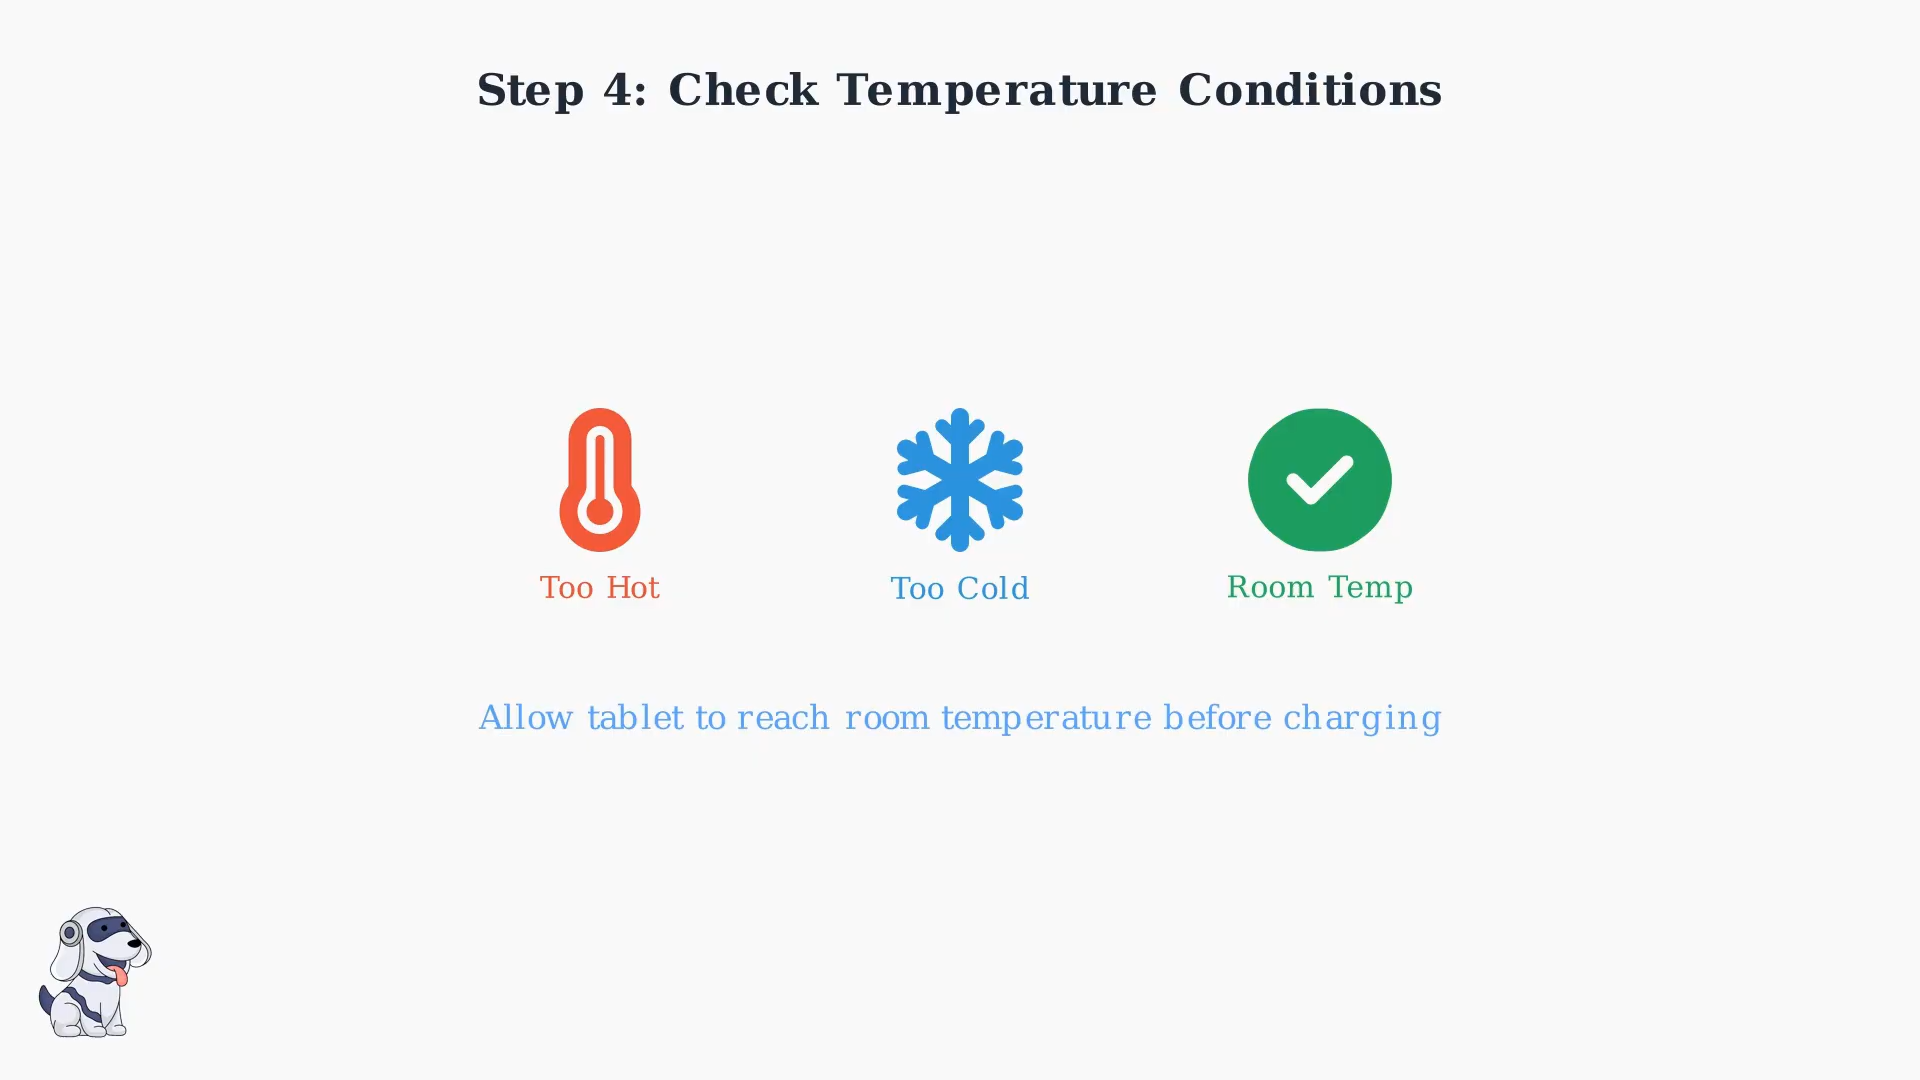 Step 4: Check Temperature Conditions
Too Hot
Too Cold
Room Temp
Allow tablet to reach room temperature before charging